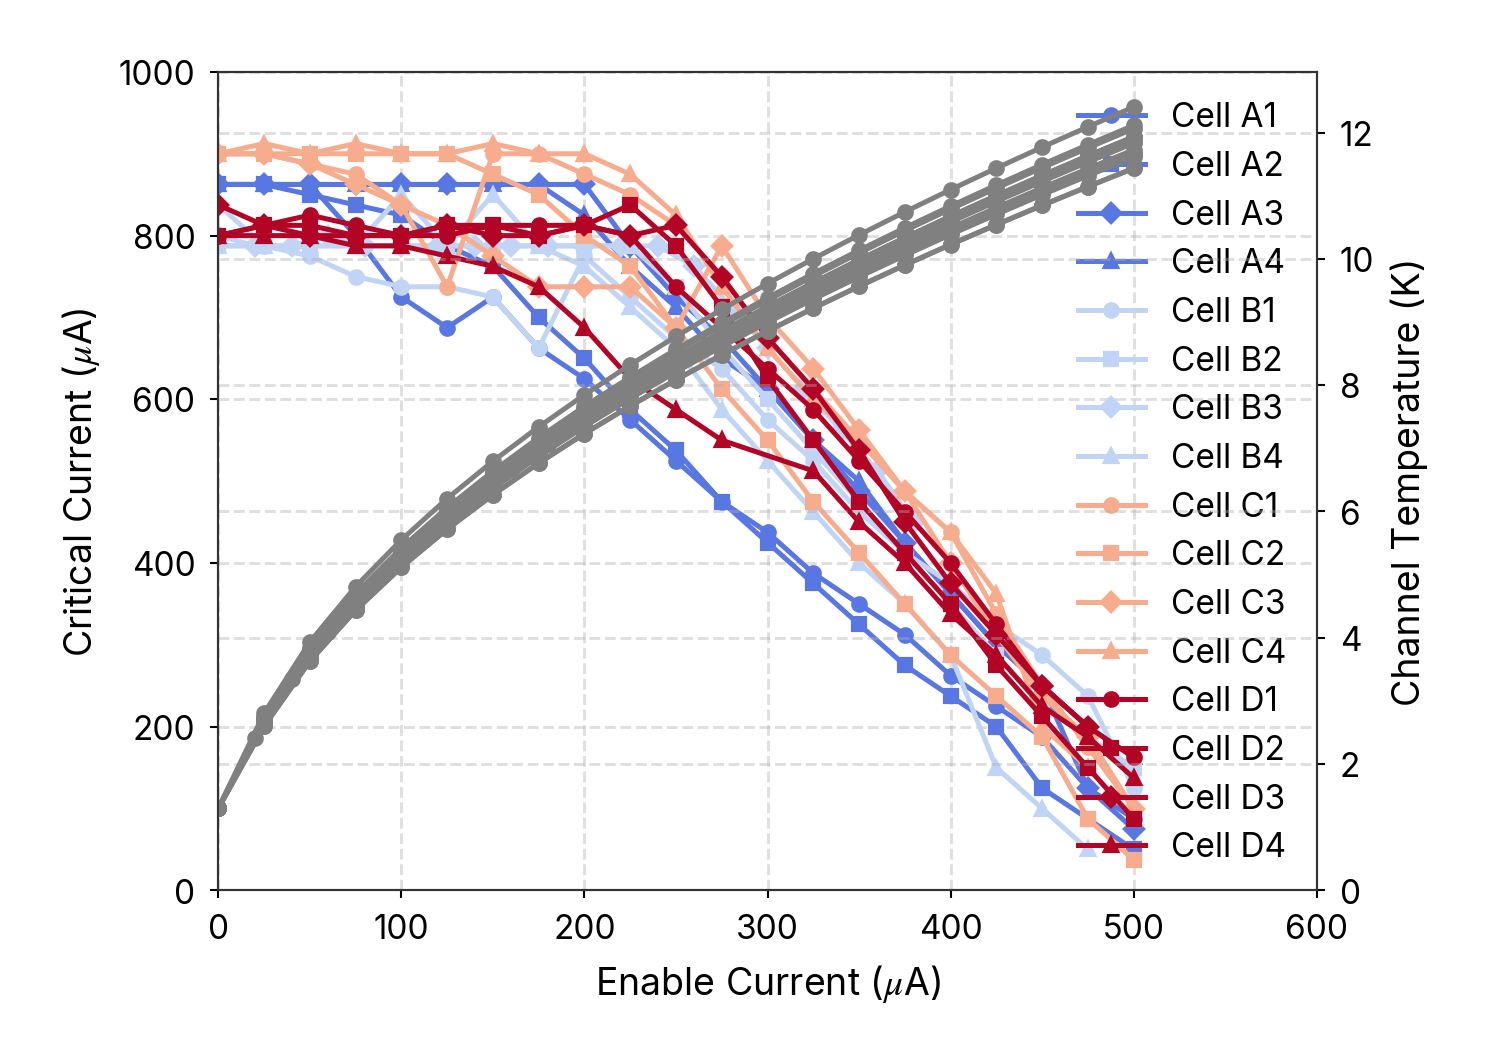 1000
800
600
400
200
0
Critical Current (μA)
0
100
200
300
400
500
600
Enable Current (μA)
12
10
8
6
4
2
0
Channel Temperature (K)
Cell A1
Cell A2
Cell A3
Cell A4
Cell B1
Cell B2
Cell B3
Cell B4
Cell C1
Cell C2
Cell C3
Cell C4
Cell D1
Cell D2
Cell D3
Cell D4